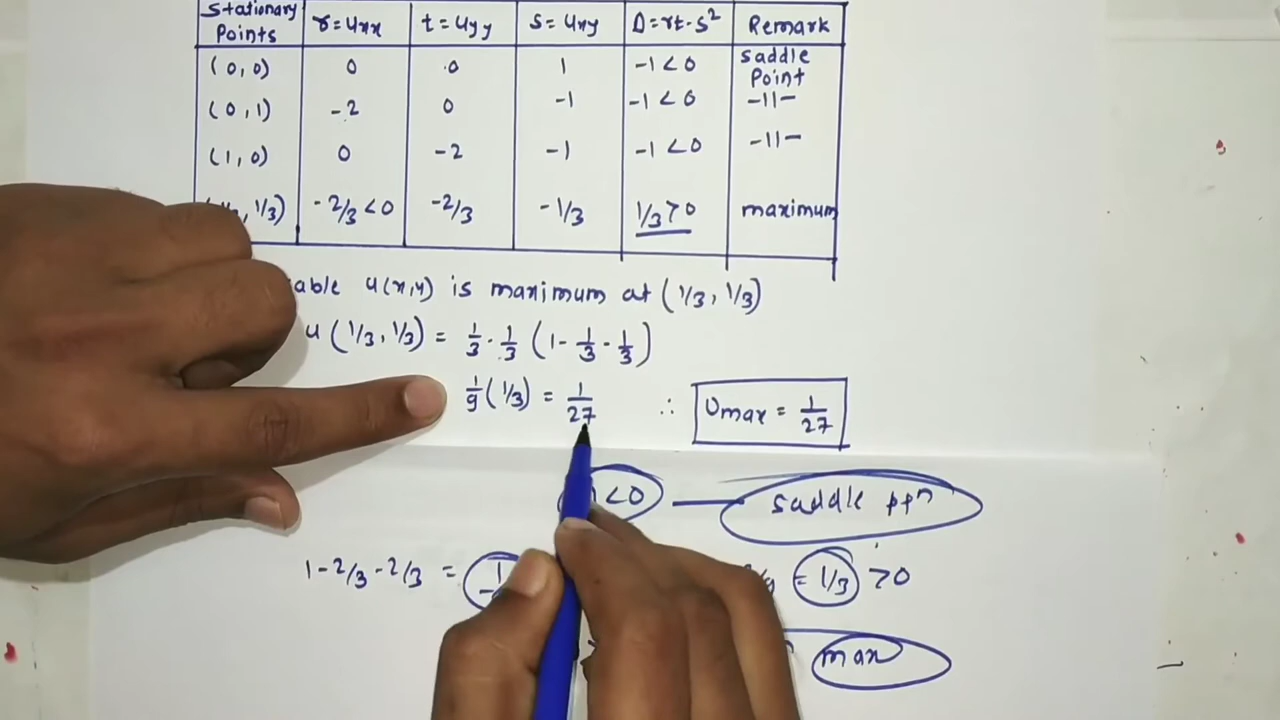 Stationary Points r=uxx t=uyy s=uxy D=rt-s² Remark
(0,0) 0 0 1 -1<0 saddle Point
(0,1) -2 0 -1 -1<0 -11-
(1,0) 0 -2 -1 -1<0 -11-
1/3) -2/3<0 -2/3 -1/3 1/3>0 maximum
u(x,y) is maximum at (1/3, 1/3)
u(1/3, 1/3) = 1/3 · 1/3 (1 - 1/3 - 1/3)
1/9 (1/3) = 1/27 ∴ Umax = 1/27
<0 — saddle ppn
1-2/3-2/3 = = 1/3 >0
max